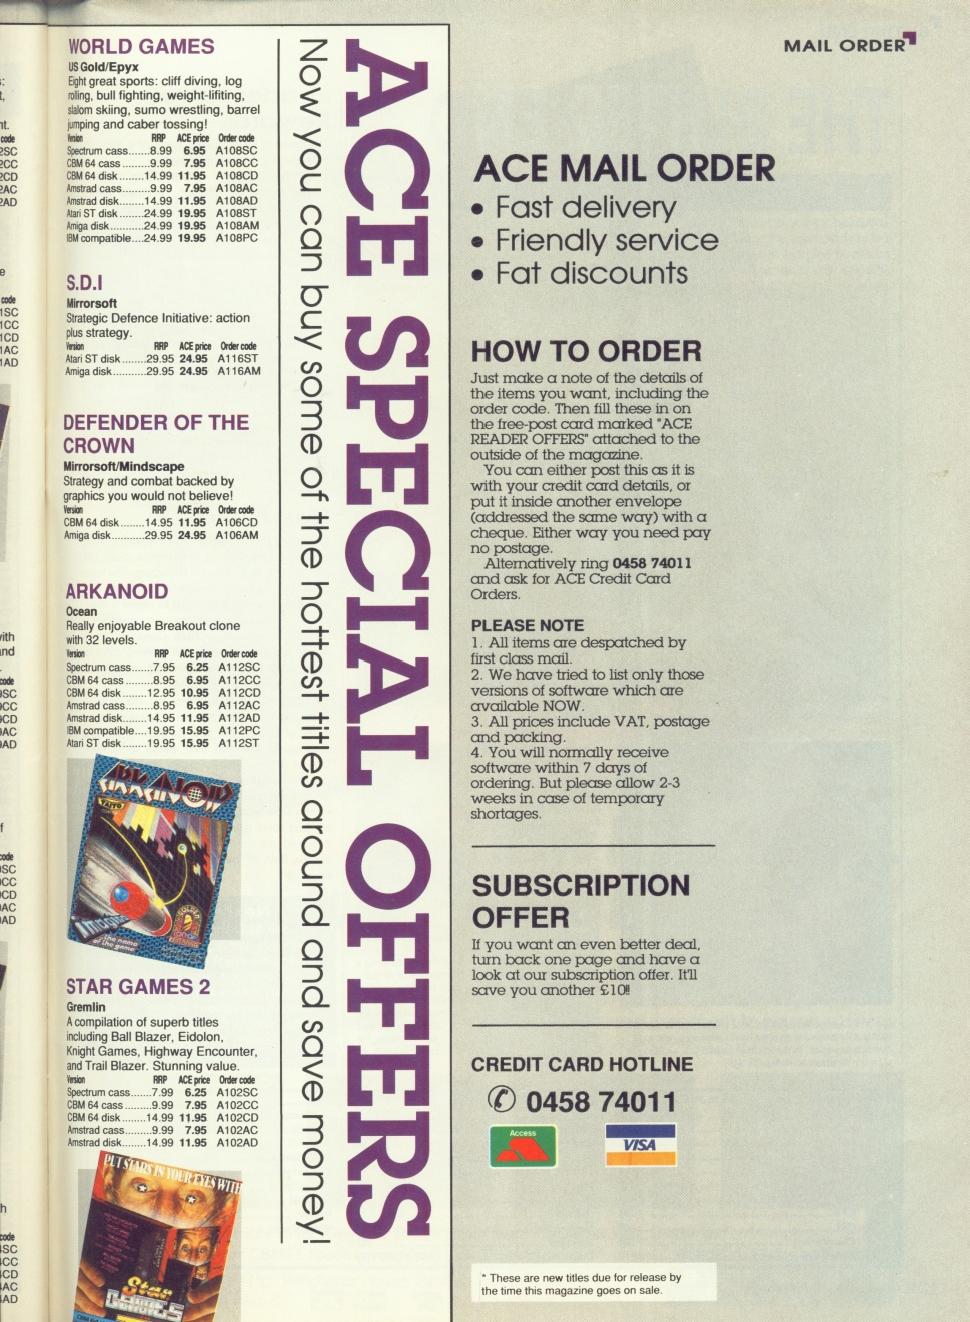 MAIL ORDER
WORLD GAMES
US Gold/Epyx
Eight great sports: cliff diving, log
rolling, bull fighting, weight-lifiting,
slalom skiing, sumo wrestling, barrel
jumping and caber tossing!
Version RRP ACE price Order code
Spectrum cass......8.99 6.95 A108SC
CBM 64 cass ........9.99 7.95 A108CC
CBM 64 disk.......14.99 11.95 A108CD
Amstrad cass........9.99 7.95 A108AC
Amstrad disk.......14.99 11.95 A108AD
Atari ST disk........24.99 19.95 A108ST
Amiga disk...........24.99 19.95 A108AM
IBM compatible....24.99 19.95 A108PC
S.D.I
Mirrorsoft
Strategic Defence Initiative: action
plus strategy.
Version RRP ACE price Order code
Atari ST disk........29.95 24.95 A116ST
Amiga disk...........29.95 24.95 A116AM
DEFENDER OF THE
CROWN
Mirrorsoft/Mindscape
Strategy and combat backed by
graphics you would not believe!
Version RRP ACE price Order code
CBM 64 disk.......14.95 11.95 A106CD
Amiga disk...........29.95 24.95 A106AM
ARKANOID
Ocean
Really enjoyable Breakout clone
with 32 levels.
Version RRP ACE price Order code
Spectrum cass.......7.95 6.25 A112SC
CBM 64 cass ........8.95 6.95 A112CC
CBM 64 disk.......12.95 10.95 A112CD
Amstrad cass........8.95 6.95 A112AC
Amstrad disk.......14.95 11.95 A112AD
IBM compatible....19.95 15.95 A112PC
Atari ST disk........19.95 15.95 A112ST
ARKANOID
TAITO
Imagine
...the name
of the game
STAR GAMES 2
Gremlin
A compilation of superb titles
including Ball Blazer, Eidolon,
Knight Games, Highway Encounter,
and Trail Blazer. Stunning value.
Version RRP ACE price Order code
Spectrum cass.......7.99 6.25 A102SC
CBM 64 cass ........9.99 7.95 A102CC
CBM 64 disk.......14.99 11.95 A102CD
Amstrad cass........9.99 7.95 A102AC
Amstrad disk.......14.99 11.95 A102AD
PUT STARS IN YOUR EYES WITH
Star
GAMES
Now you can buy some of the hottest titles around and save money!
ACE SPECIAL OFFERS
ACE MAIL ORDER
• Fast delivery
• Friendly service
• Fat discounts
HOW TO ORDER
Just make a note of the details of
the items you want, including the
order code. Then fill these in on
the free-post card marked "ACE
READER OFFERS" attached to the
outside of the magazine.
You can either post this as it is
with your credit card details, or
put it inside another envelope
(addressed the same way) with a
cheque. Either way you need pay
no postage.
Alternatively ring 0458 74011
and ask for ACE Credit Card
Orders.
PLEASE NOTE
1. All items are despatched by
first class mail.
2. We have tried to list only those
versions of software which are
available NOW.
3. All prices include VAT, postage
and packing.
4. You will normally receive
software within 7 days of
ordering. But please allow 2-3
weeks in case of temporary
shortages.
SUBSCRIPTION
OFFER
If you want an even better deal,
turn back one page and have a
look at our subscription offer. It'll
save you another £10!!
CREDIT CARD HOTLINE
✆ 0458 74011
Access
VISA
* These are new titles due for release by
the time this magazine goes on sale.